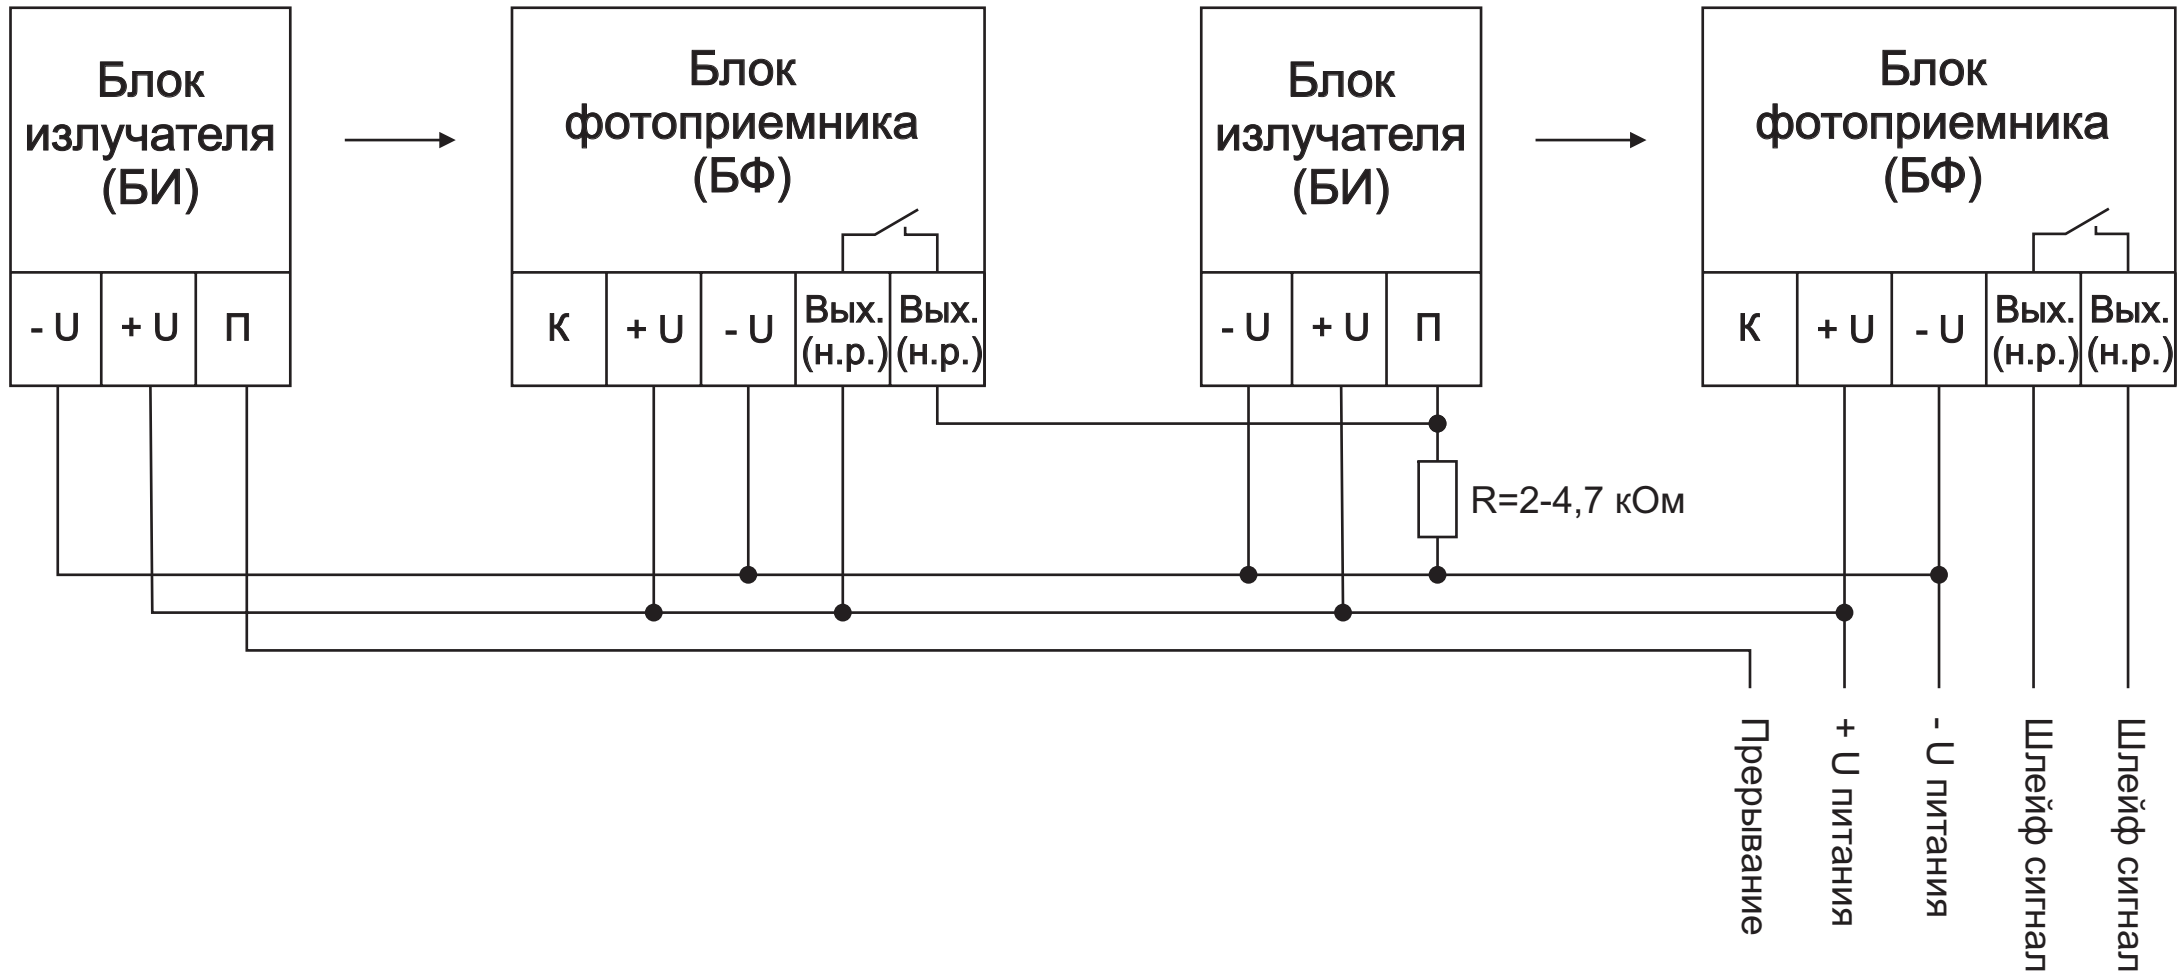 Блок
излучателя
(БИ)
Блок
фотоприемника
(БФ)
Блок
излучателя
(БИ)
Блок
фотоприемника
(БФ)
- U
+ U
П
К
+ U
- U
Вых.
(н.р.)
Вых.
(н.р.)
- U
+ U
П
К
+ U
- U
Вых.
(н.р.)
Вых.
(н.р.)
R=2-4,7 кОм
Прерывание
+ U питания
- U питания
Шлейф сигнал
Шлейф сигнал